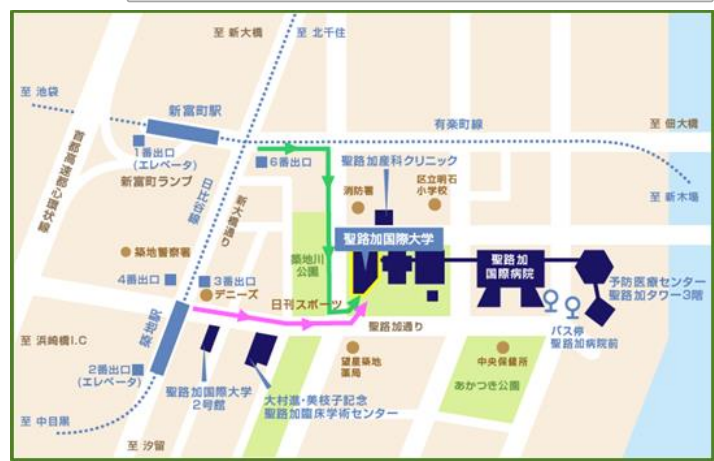 至 新大橋
至 北千住
至 池袋
新富町駅
有楽町線
至 佃大橋
首都高速都心環状線
1番出口
(エレベータ)
新富町ランプ
日比谷線
新大橋通り
6番出口
聖路加産科クリニック
消防署
区立明石
小学校
至 新木場
聖路加国際大学
築地警察署
4番出口
3番出口
デニーズ
築地川
公園
日刊スポーツ
聖路加
国際病院
予防医療センター
聖路加タワー3階
築地駅
至 浜崎橋I.C
聖路加通り
バス停
聖路加病院前
2番出口
(エレベータ)
聖路加国際大学
2号館
大村進・美枝子記念
聖路加臨床学術センター
望星築地
薬局
中央保健所
あかつき公園
至 中目黒
至 汐留